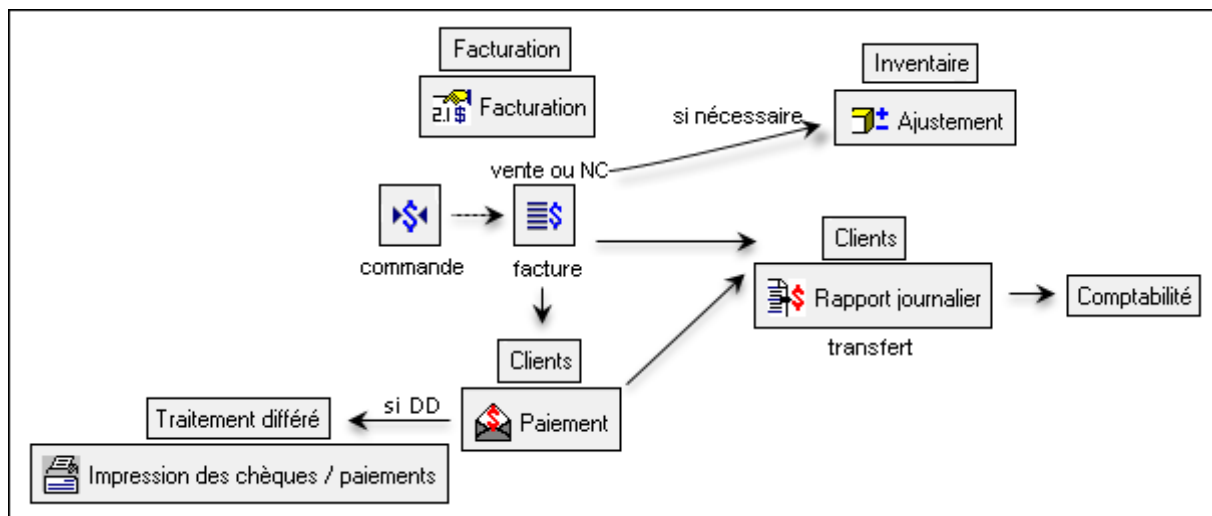 Facturation
Facturation
Inventaire
Ajustement
si nécessaire
vente ou NC
commande
facture
Clients
Rapport journalier
transfert
Comptabilité
Clients
Paiement
si DD
Traitement différé
Impression des chèques / paiements